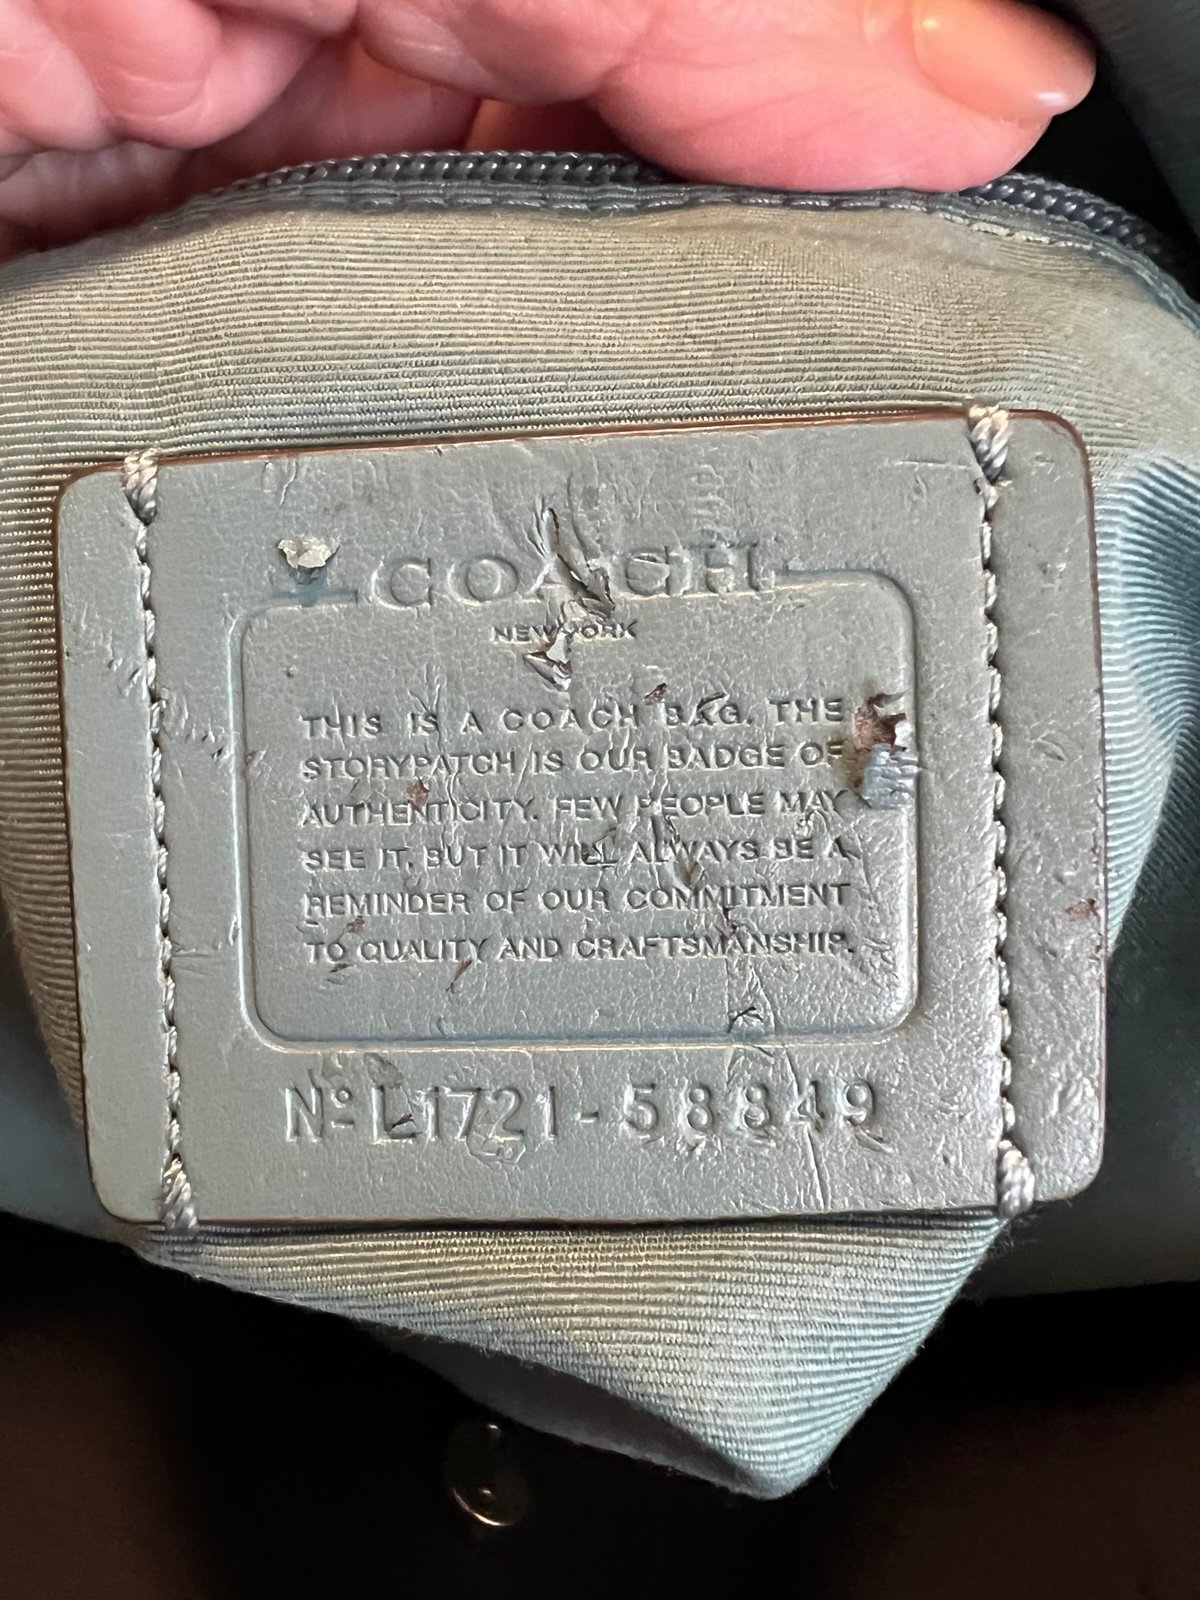 COACH
NEW YORK
THIS IS A COACH BAG. THE
STORYPATCH IS OUR BADGE OF
AUTHENTICITY. FEW PEOPLE MAY
SEE IT, BUT IT WILL ALWAYS BE A
REMINDER OF OUR COMMITMENT
TO QUALITY AND CRAFTSMANSHIP.
Nº L1721-58849